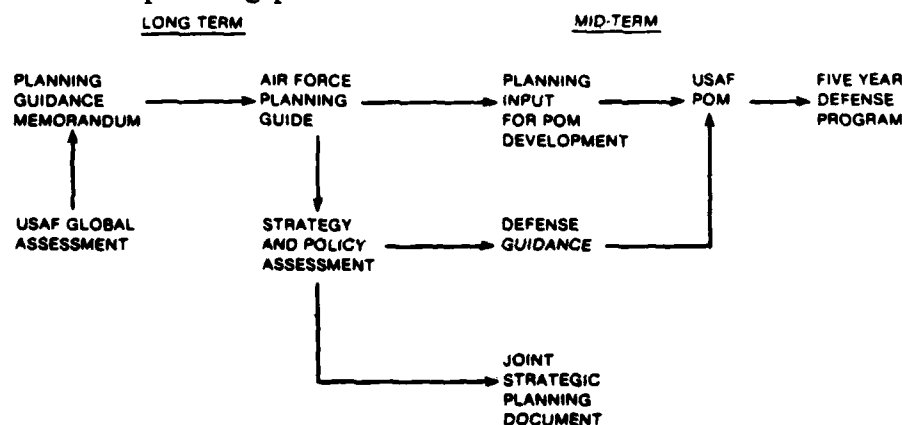 LONG TERM
MID-TERM
PLANNING
GUIDANCE
MEMORANDUM
AIR FORCE
PLANNING
GUIDE
PLANNING
INPUT
FOR POM
DEVELOPMENT
USAF
POM
FIVE YEAR
DEFENSE
PROGRAM
USAF GLOBAL
ASSESSMENT
STRATEGY
AND POLICY
ASSESSMENT
DEFENSE
GUIDANCE
JOINT
STRATEGIC
PLANNING
DOCUMENT